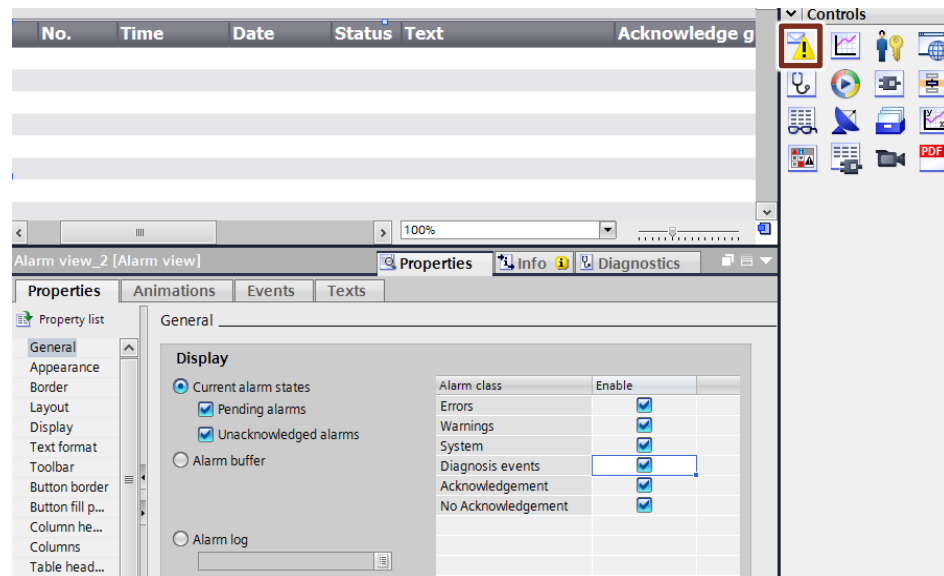 Controls
No. Time Date Status Text Acknowledge g
PDF
100%
Alarm view_2 [Alarm view]
Properties Info Diagnostics
Properties Animations Events Texts
Property list
General
General
Appearance
Border
Layout
Display
Text format
Toolbar
Button border
Button fill p...
Column he...
Columns
Table head...
Display
Current alarm states
Pending alarms
Unacknowledged alarms
Alarm buffer
Alarm log
Alarm class Enable
Errors
Warnings
System
Diagnosis events
Acknowledgement
No Acknowledgement